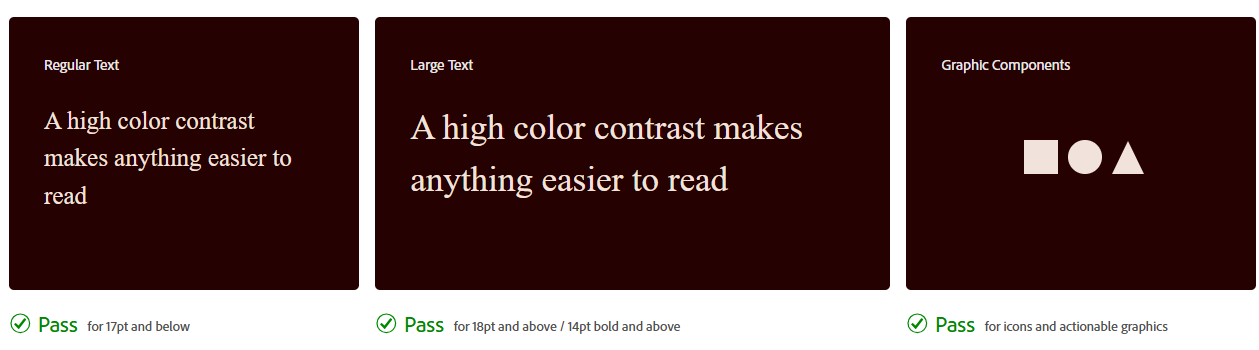 Regular Text
A high color contrast
makes anything easier to
read
Pass for 17pt and below
Large Text
A high color contrast makes
anything easier to read
Pass for 18pt and above / 14pt bold and above
Graphic Components
Pass for icons and actionable graphics